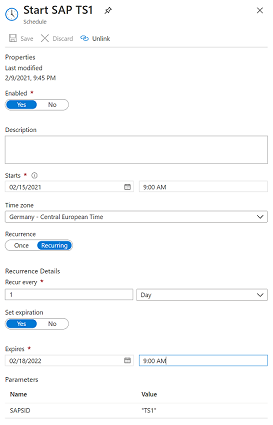 Start SAP TS1
Schedule
Save Discard Unlink
Properties
Last modified
2/9/2021, 9:45 PM
Enabled *
Yes No
Description
Starts *
02/15/2021 9:00 AM
Time zone
Germany - Central European Time
Recurrence
Once Recurring
Recurrence Details
Recur every *
1 Day
Set expiration
Yes No
Expires *
02/18/2022 9:00 AM
Parameters
Name Value
SAPSID "TS1"